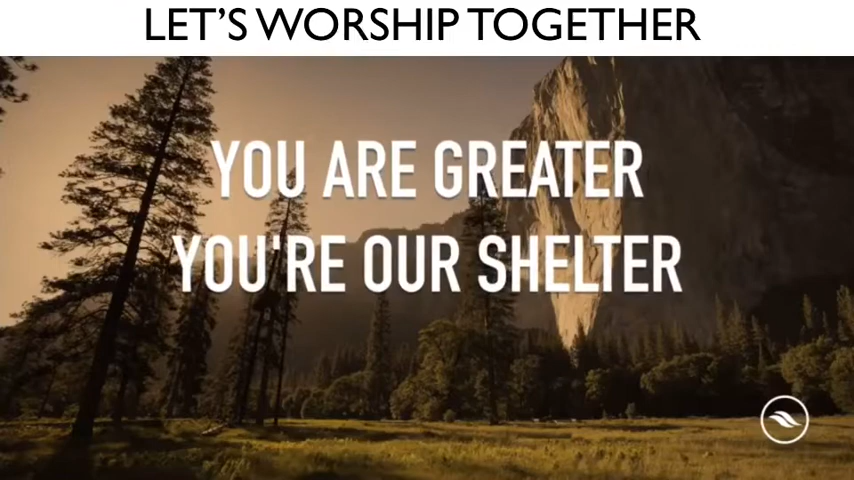 LET'S WORSHIP TOGETHER
YOU ARE GREATER
YOU'RE OUR SHELTER